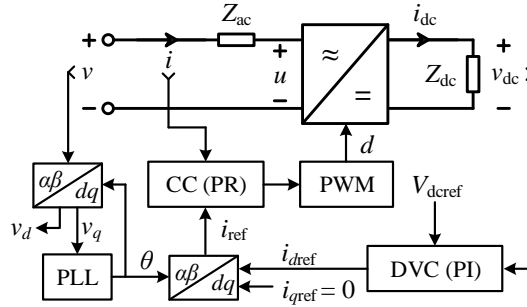 Z_ac
i_dc
+
+
+
v
i
u
≈
=
Z_dc
v_dc
−
−
−
d
αβ
dq
CC (PR)
PWM
V_dcref
v_d
v_q
i_ref
PLL
θ
αβ
dq
i_dref
i_qref = 0
DVC (PI)